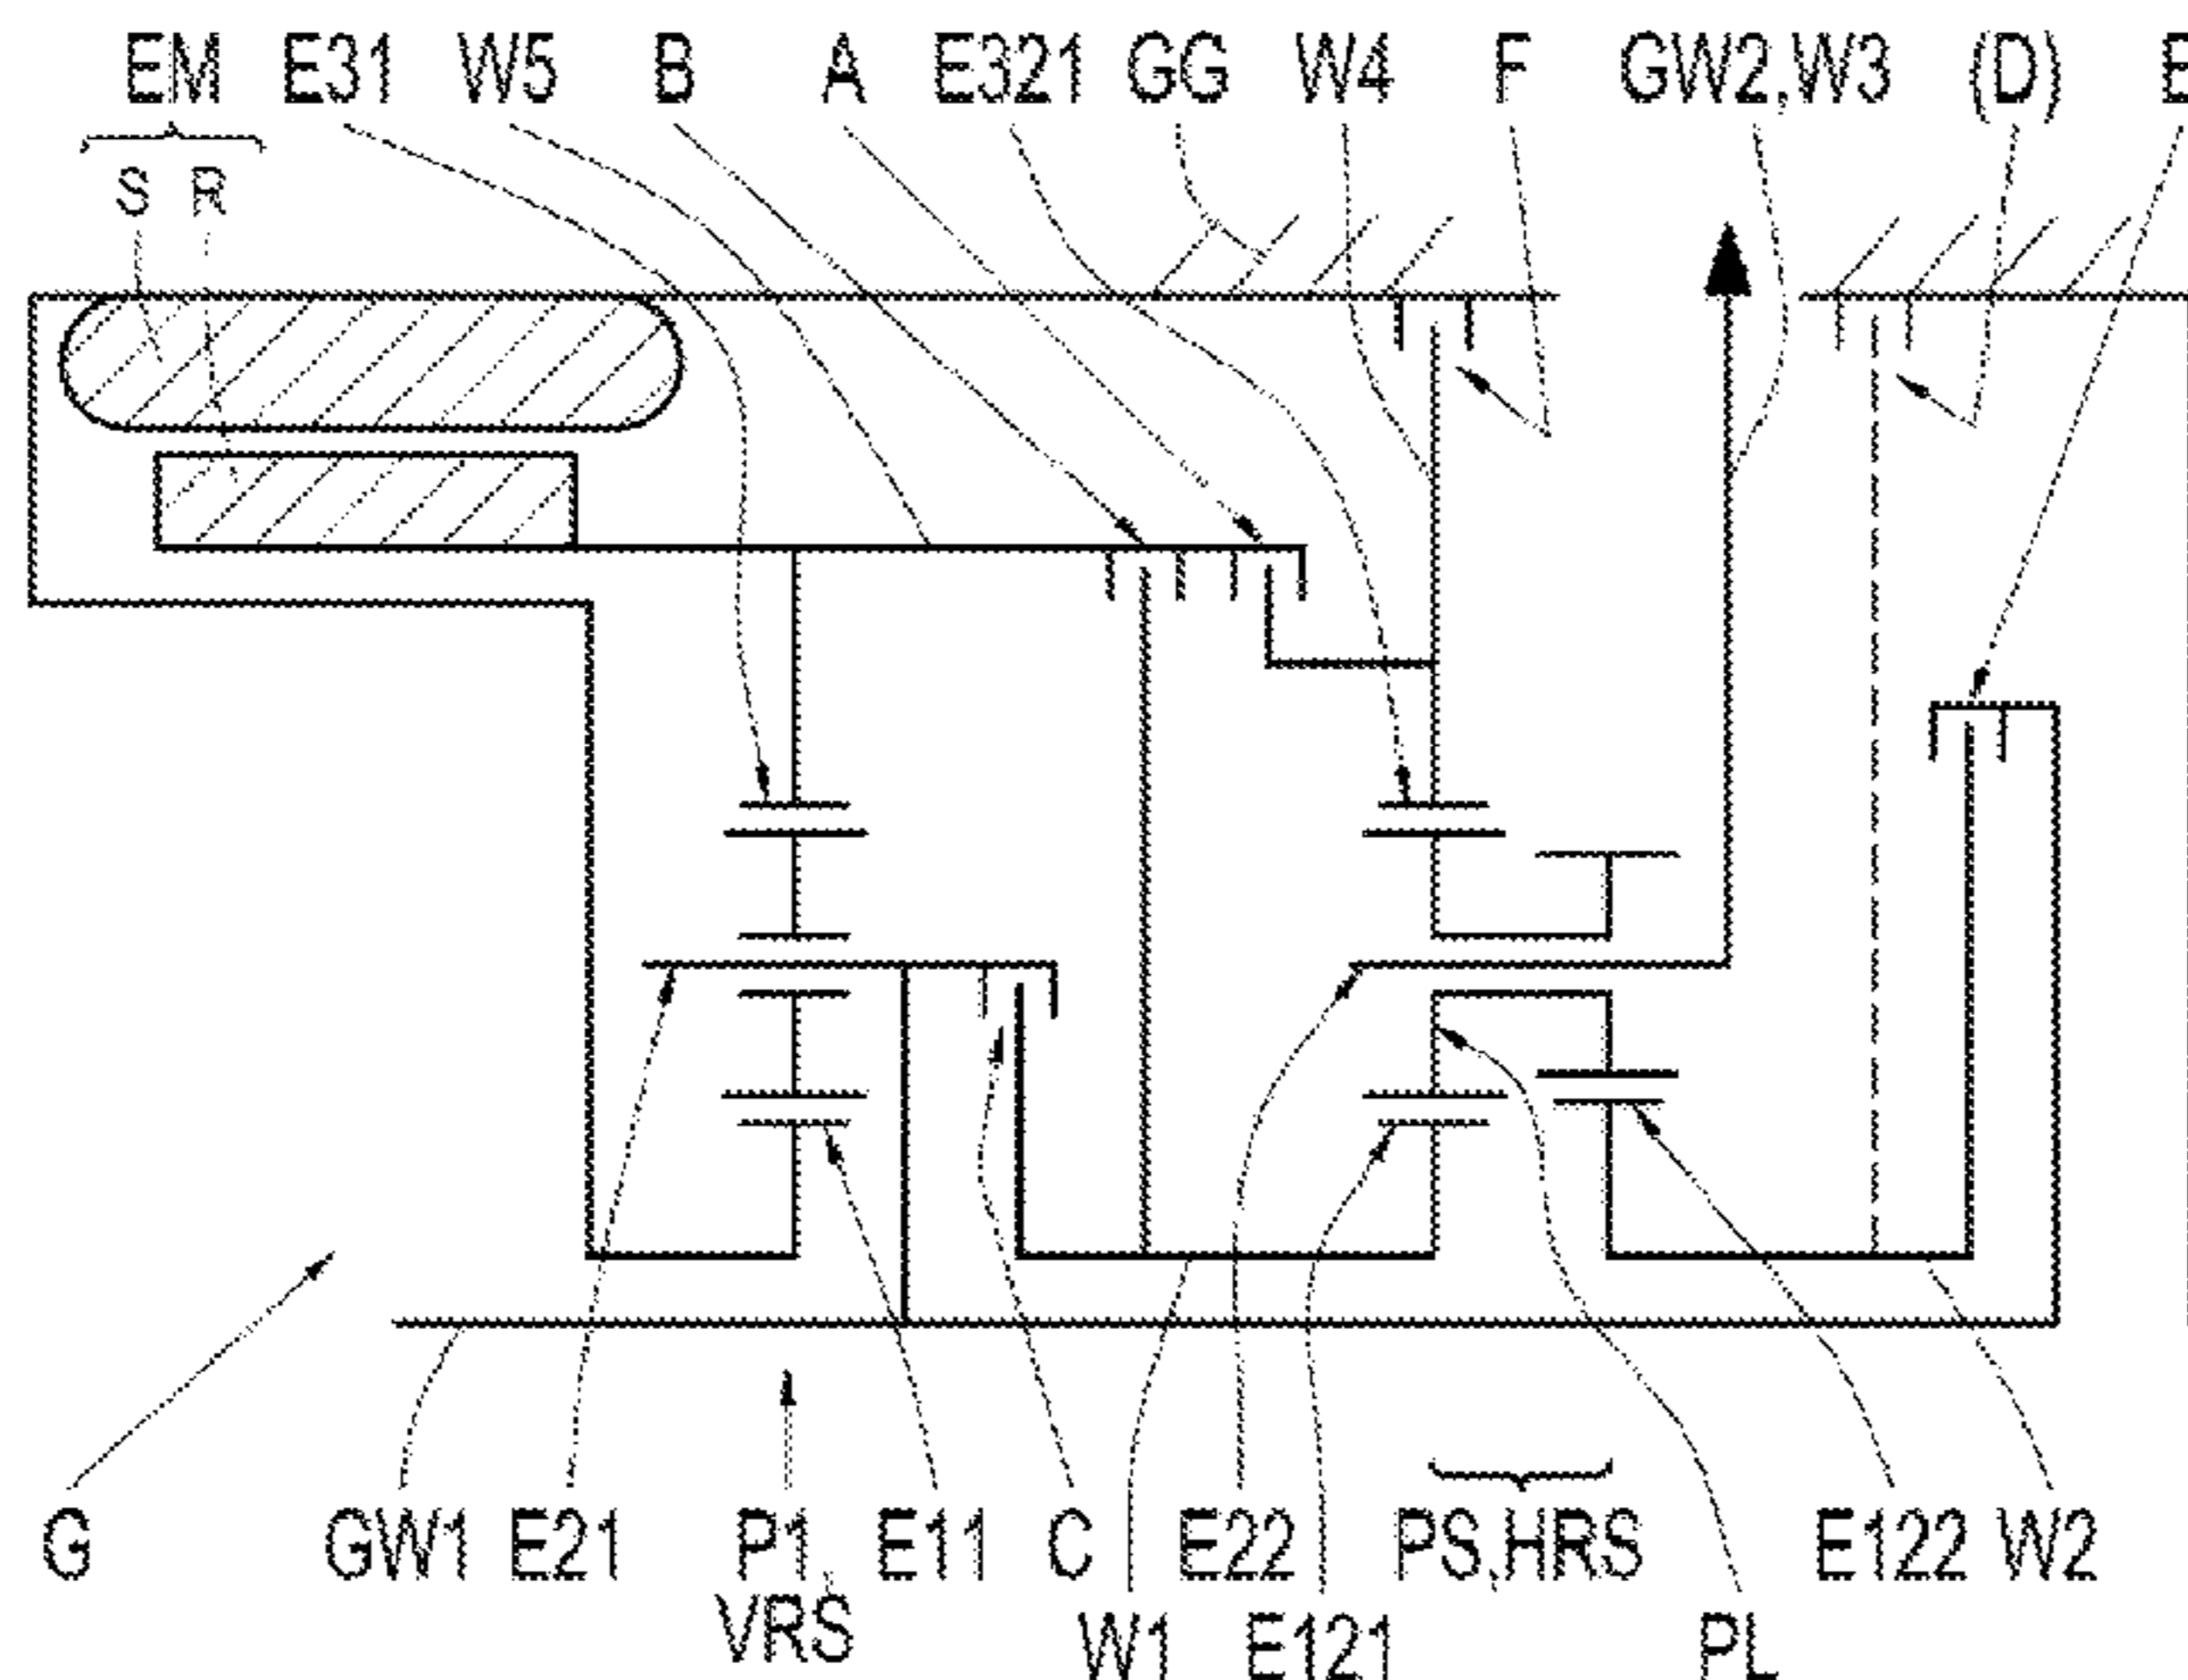 EM E31 W5 B A E321 GG W4 F GW2,W3 (D) E
S R
G GW1 E21 P1, E11 C E22 PS,HRS E122 W2
VRS W1 E121 PL